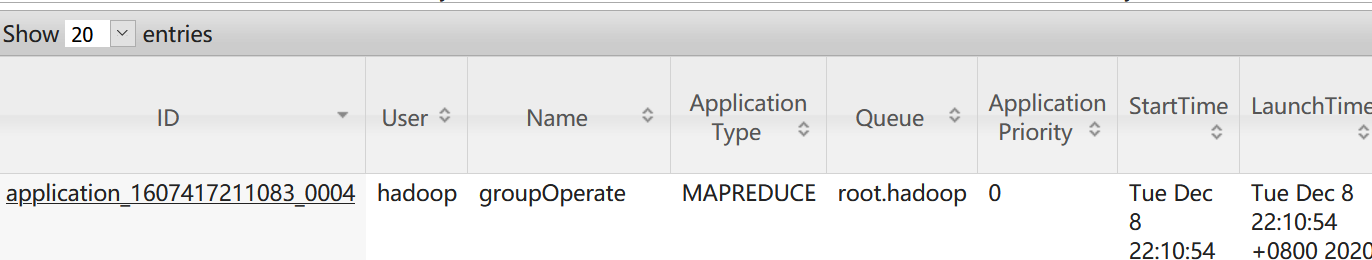 Show 20 entries
ID
User
Name
Application
Type
Queue
Application
Priority
StartTime
LaunchTime
application_1607417211083_0004
hadoop
groupOperate
MAPREDUCE
root.hadoop
0
Tue Dec
8
22:10:54
Tue Dec 8
22:10:54
+0800 2020